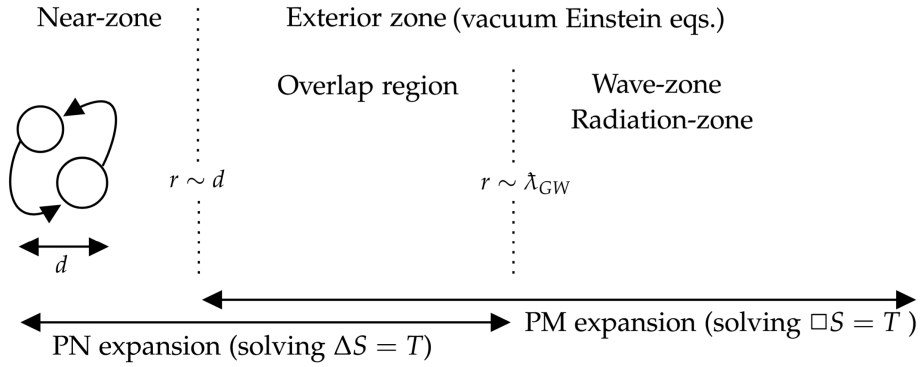 Near-zone
Exterior zone (vacuum Einstein eqs.)
Overlap region
Wave-zone
Radiation-zone
r ∼ d
r ∼ ƛ_GW
d
PM expansion (solving □S = T )
PN expansion (solving ΔS = T)